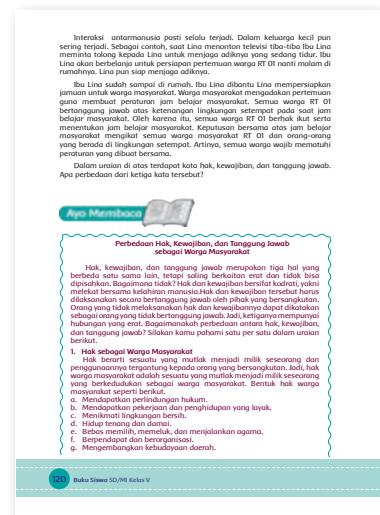 Interaksi antarmanusia pasti selalu terjadi. Dalam keluarga kecil pun
sering terjadi. Sebagai contoh, saat Lina menonton televisi tiba-tiba Ibu Lina
meminta tolong kepada Lina untuk menjaga adiknya yang sedang tidur. Ibu
Lina akan berbelanja untuk persiapan pertemuan warga RT 01 nanti malam di
rumahnya. Lina pun siap menjaga adiknya.
Ibu Lina sudah sampai di rumah. Ibu Lina dibantu Lina mempersiapkan
jamuan untuk warga masyarakat. Warga masyarakat mengadakan pertemuan
guna membuat peraturan jam belajar masyarakat. Semua warga RT 01
bertanggung jawab atas ketenangan lingkungan setempat pada saat jam
belajar masyarakat. Oleh karena itu, semua warga RT 01 berhak ikut serta
menentukan jam belajar masyarakat. Keputusan bersama atas jam belajar
masyarakat mengikat semua warga masyarakat RT 01 dan orang-orang
yang berada di lingkungan setempat. Artinya, semua warga wajib mematuhi
peraturan yang dibuat bersama.
Dalam uraian di atas terdapat kata hak, kewajiban, dan tanggung jawab.
Apa perbedaan dari ketiga kata tersebut?
Ayo Membaca
Perbedaan Hak, Kewajiban, dan Tanggung Jawab
sebagai Warga Masyarakat
Hak, kewajiban, dan tanggung jawab merupakan tiga hal yang
berbeda satu sama lain, tetapi saling berkaitan erat dan tidak bisa
dipisahkan. Bagaimana tidak? Hak dan kewajiban bersifat kodrati, yakni
melekat bersama kelahiran manusia.Hak dan kewajiban tersebut harus
dilaksanakan secara bertanggung jawab oleh pihak yang bersangkutan.
Orang yang tidak melaksanakan hak dan kewajibannya dapat dikatakan
sebagai orang yang tidak bertanggung jawab. Jadi, ketiganya mempunyai
hubungan yang erat. Bagaimanakah perbedaan antara hak, kewajiban,
dan tanggung jawab? Silakan kamu pahami satu per satu dalam uraian
berikut.
1. Hak sebagai Warga Masyarakat
Hak berarti sesuatu yang mutlak menjadi milik seseorang dan
penggunaannya tergantung kepada orang yang bersangkutan. Jadi, hak
warga masyarakat adalah sesuatu yang mutlak menjadi milik seseorang
yang berkedudukan sebagai warga masyarakat. Bentuk hak warga
masyarakat seperti berikut.
a. Mendapatkan perlindungan hukum.
b. Mendapatkan pekerjaan dan penghidupan yang layak.
c. Menikmati lingkungan bersih.
d. Hidup tenang dan damai.
e. Bebas memilih, memeluk, dan menjalankan agama.
f. Berpendapat dan berorganisasi.
g. Mengembangkan kebudayaan daerah.
120 Buku Siswa SD/MI Kelas V